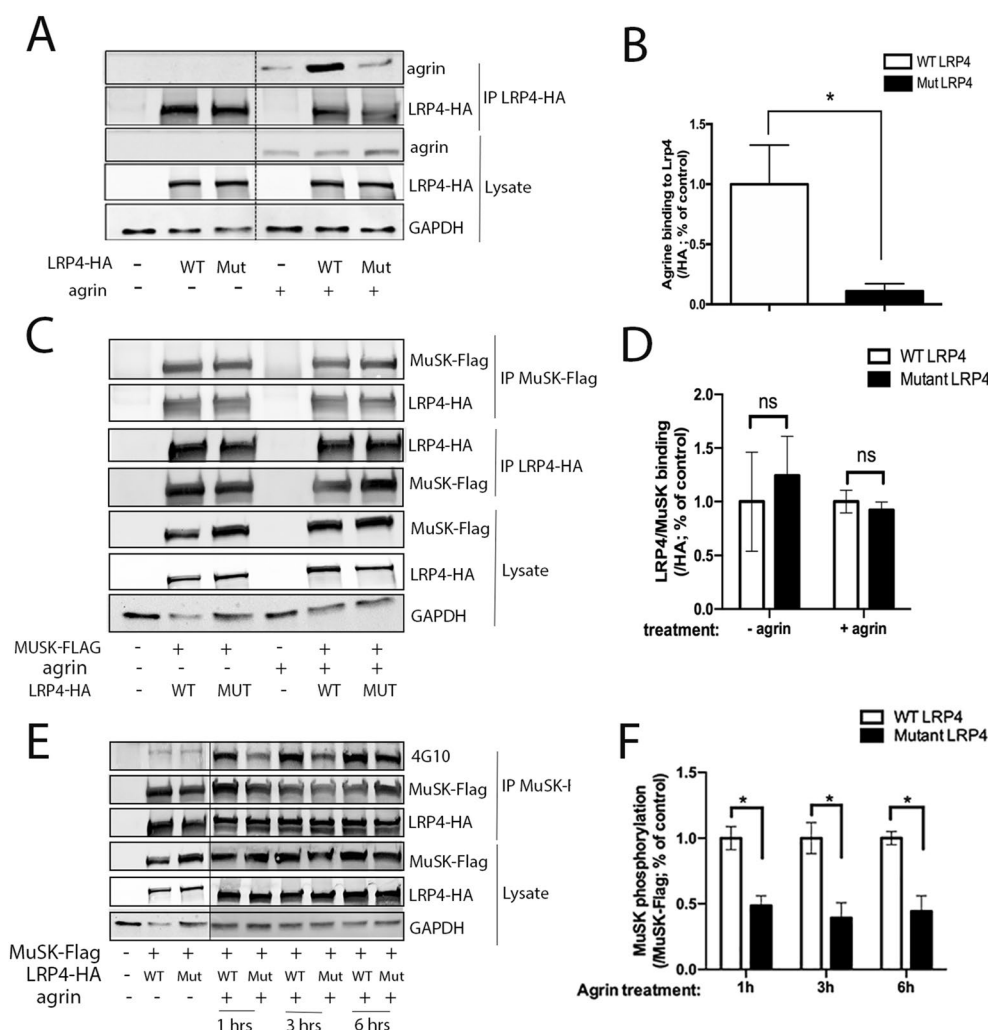 A
agrin
LRP4-HA
IP LRP4-HA
agrin
LRP4-HA
Lysate
GAPDH
LRP4-HA - WT Mut - WT Mut
agrin - - - + + +
B
WT LRP4
Mut LRP4
*
Agrine binding to Lrp4
(/HA ; % of control)
1.5
1.0
0.5
0.0
C
MuSK-Flag
IP MuSK-Flag
LRP4-HA
LRP4-HA
IP LRP4-HA
MuSK-Flag
MuSK-Flag
LRP4-HA
Lysate
GAPDH
MUSK-FLAG - + + - + +
agrin - - - + + +
LRP4-HA - WT MUT - WT MUT
D
WT LRP4
Mutant LRP4
ns
ns
LRP4/MuSK binding
(/HA; % of control)
2.0
1.5
1.0
0.5
0.0
treatment: - agrin + agrin
E
4G10
MuSK-Flag
IP MuSK-F
LRP4-HA
MuSK-Flag
LRP4-HA
Lysate
GAPDH
MuSK-Flag - + + + + + + + +
LRP4-HA - WT Mut WT Mut WT Mut WT Mut
agrin - - - + + + + + +
1 hrs 3 hrs 6 hrs
F
WT LRP4
Mutant LRP4
* * *
MuSK phosphorylation
(/MuSK-Flag; % of control)
1.5
1.0
0.5
0.0
Agrin treatment: 1h 3h 6h